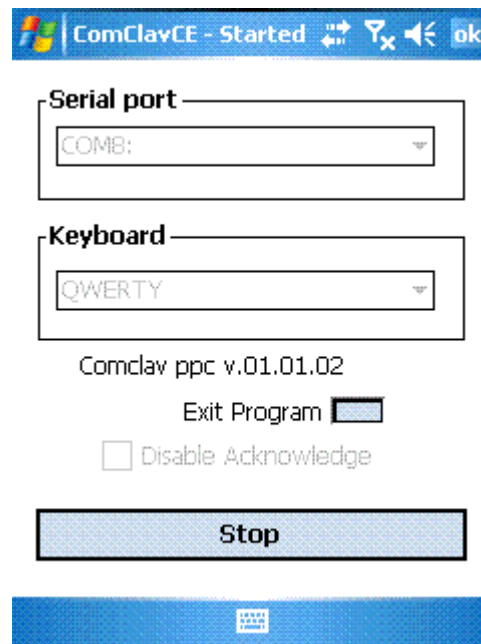 ComClavCE - Started ok
Serial port
COM8:
Keyboard
QWERTY
Comclav ppc v.01.01.02
Exit Program
Disable Acknowledge
Stop